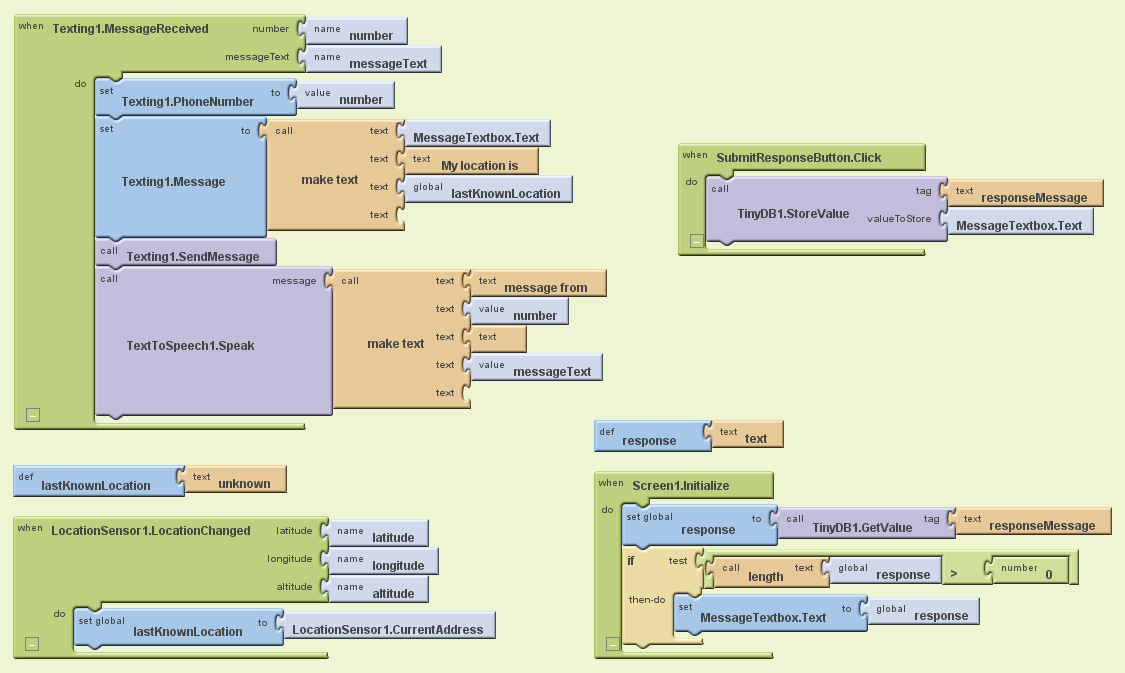 when Texting1.MessageReceived number name number
messageText name messageText
do
set Texting1.PhoneNumber to value number
set Texting1.Message to call make text text MessageTextbox.Text
text text My location is
text global lastKnownLocation
text
call Texting1.SendMessage
call TextToSpeech1.Speak message call make text text text message from
text value number
text text
text value messageText
text
def lastKnownLocation text unknown
when LocationSensor1.LocationChanged latitude name latitude
longitude name longitude
altitude name altitude
do
set global lastKnownLocation to LocationSensor1.CurrentAddress
when SubmitResponseButton.Click
do
call TinyDB1.StoreValue tag text responseMessage
valueToStore MessageTextbox.Text
def response text text
when Screen1.Initialize
do
set global response to call TinyDB1.GetValue tag text responseMessage
if test call length text global response > number 0
then-do set MessageTextbox.Text to global response